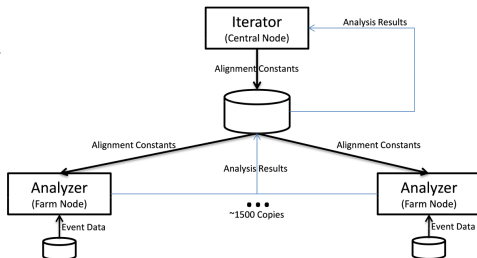 Iterator
(Central Node)
Analysis Results
Alignment Constants
Alignment Constants
Alignment Constants
Analysis Results
Analyzer
(Farm Node)
•••
~1500 Copies
Analyzer
(Farm Node)
Event Data
Event Data